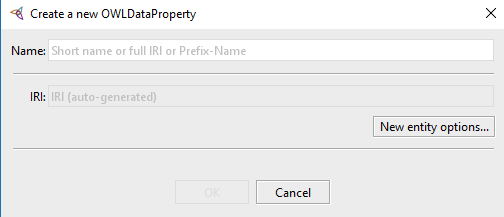 Create a new OWLDataProperty
Name: Short name or full IRI or Prefix-Name
IRI: IRI (auto-generated)
New entity options...
OK Cancel